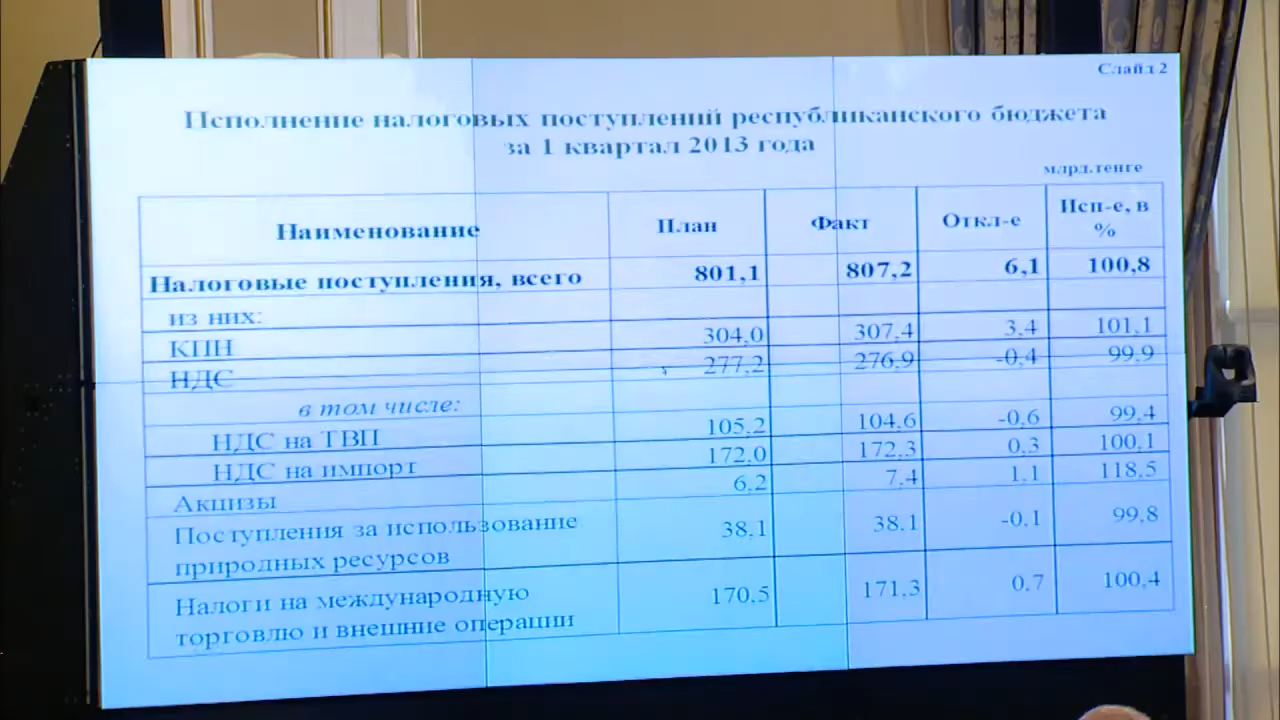 Слайд 2
Исполнение налоговых поступлений республиканского бюджета
за 1 квартал 2013 года
млрд.тенге
Наименование План Факт Откл-е Исп-е, в %
Налоговые поступления, всего 801,1 807,2 6,1 100,8
из них:
КПН 304,0 307,4 3,4 101,1
НДС 277,2 276,9 -0,4 99,9
в том числе:
НДС на ТВП 105,2 104,6 -0,6 99,4
НДС на импорт 172,0 172,3 0,3 100,1
Акцизы 6,2 7,4 1,1 118,5
Поступления за использование
природных ресурсов 38,1 38,1 -0,1 99,8
Налоги на международную
торговлю и внешние операции 170,5 171,3 0,7 100,4